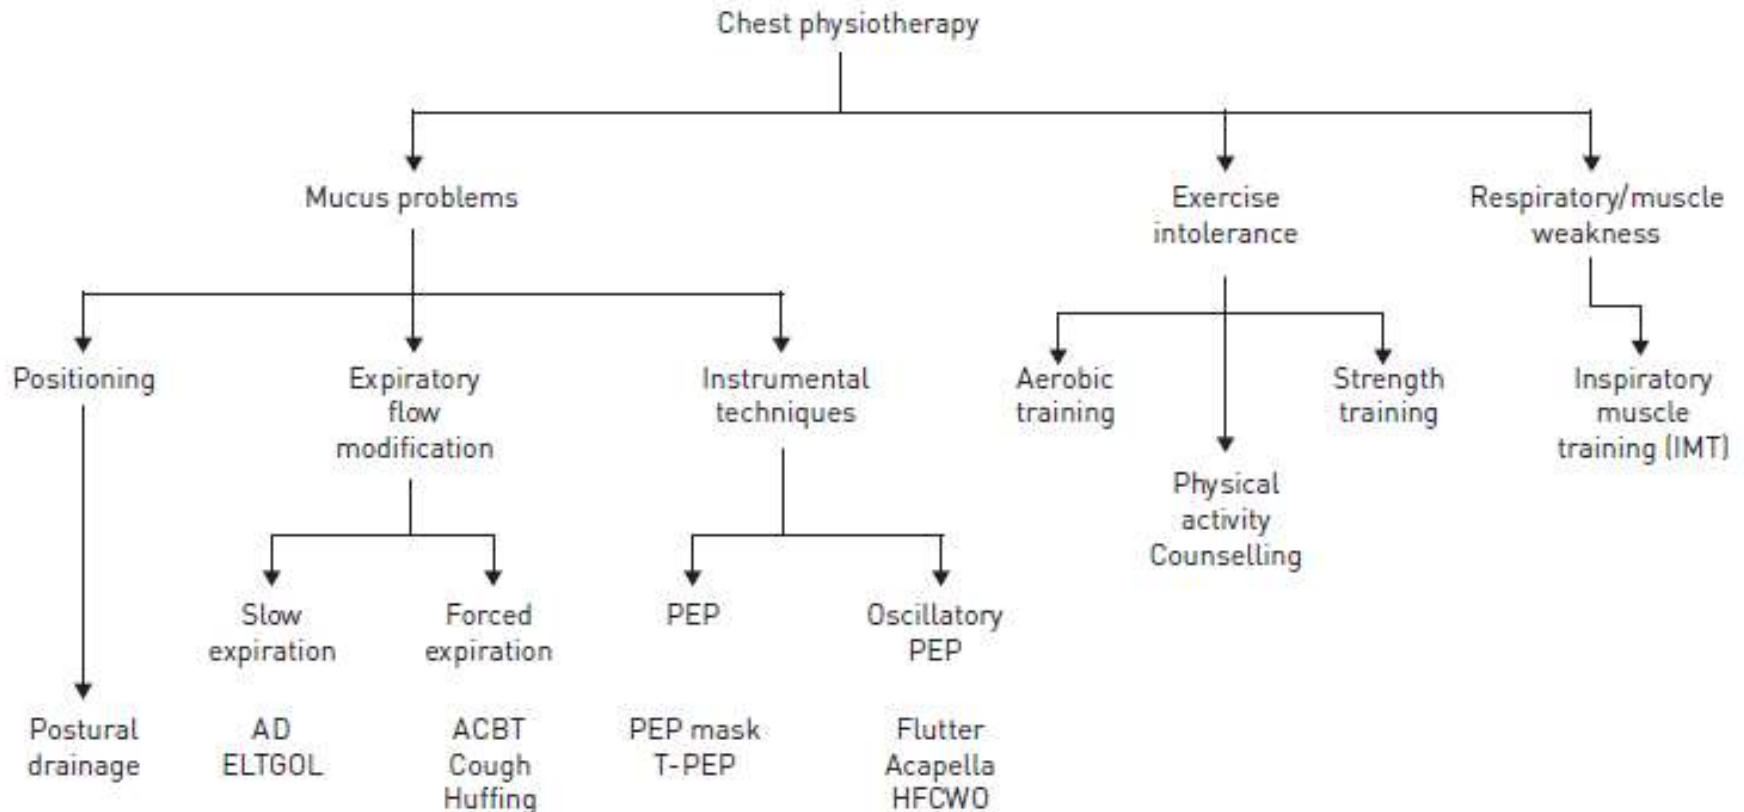 Chest physiotherapy
Mucus problems
Exercise
intolerance
Respiratory/muscle
weakness
Positioning
Expiratory
flow
modification
Instrumental
techniques
Aerobic
training
Strength
training
Inspiratory
muscle
training (IMT)
Physical
activity
Counselling
Slow
expiration
Forced
expiration
PEP
Oscillatory
PEP
Postural
drainage
AD
ELTGOL
ACBT
Cough
Huffing
PEP mask
T-PEP
Flutter
Acapella
HFCWO